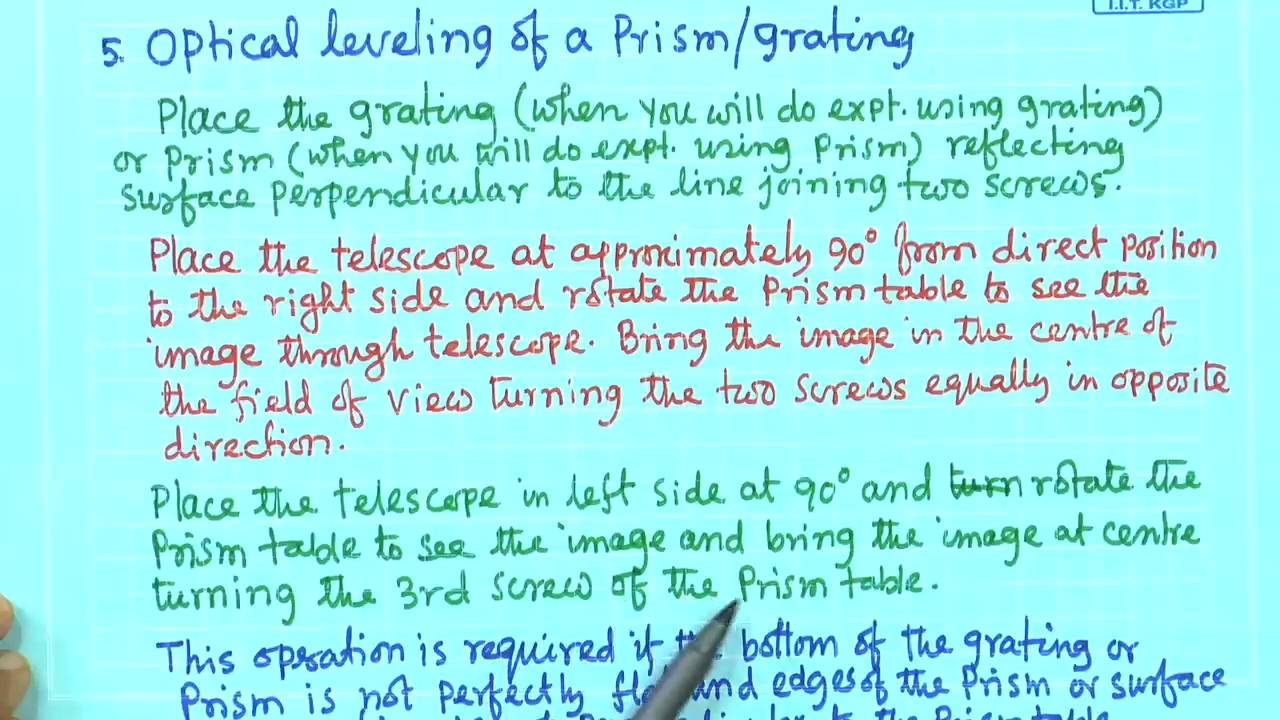 I.I.T. KGP
5. Optical leveling of a Prism/grating
Place the grating (when you will do expt. using grating)
or Prism (when you will do expt. using Prism) reflecting
surface perpendicular to the line joining two screws.
Place the telescope at approximately 90° from direct position
to the right side and rotate the Prism table to see the
image through telescope. Bring the image in the centre of
the field of view turning the two screws equally in opposite
direction.
Place the telescope in left side at 90° and turn rotate the
Prism table to see the image and bring the image at centre
turning the 3rd screw of the Prism table.
This operation is required if bottom of the grating or
Prism is not perfectly and edges of the Prism or surface
to the Prism table